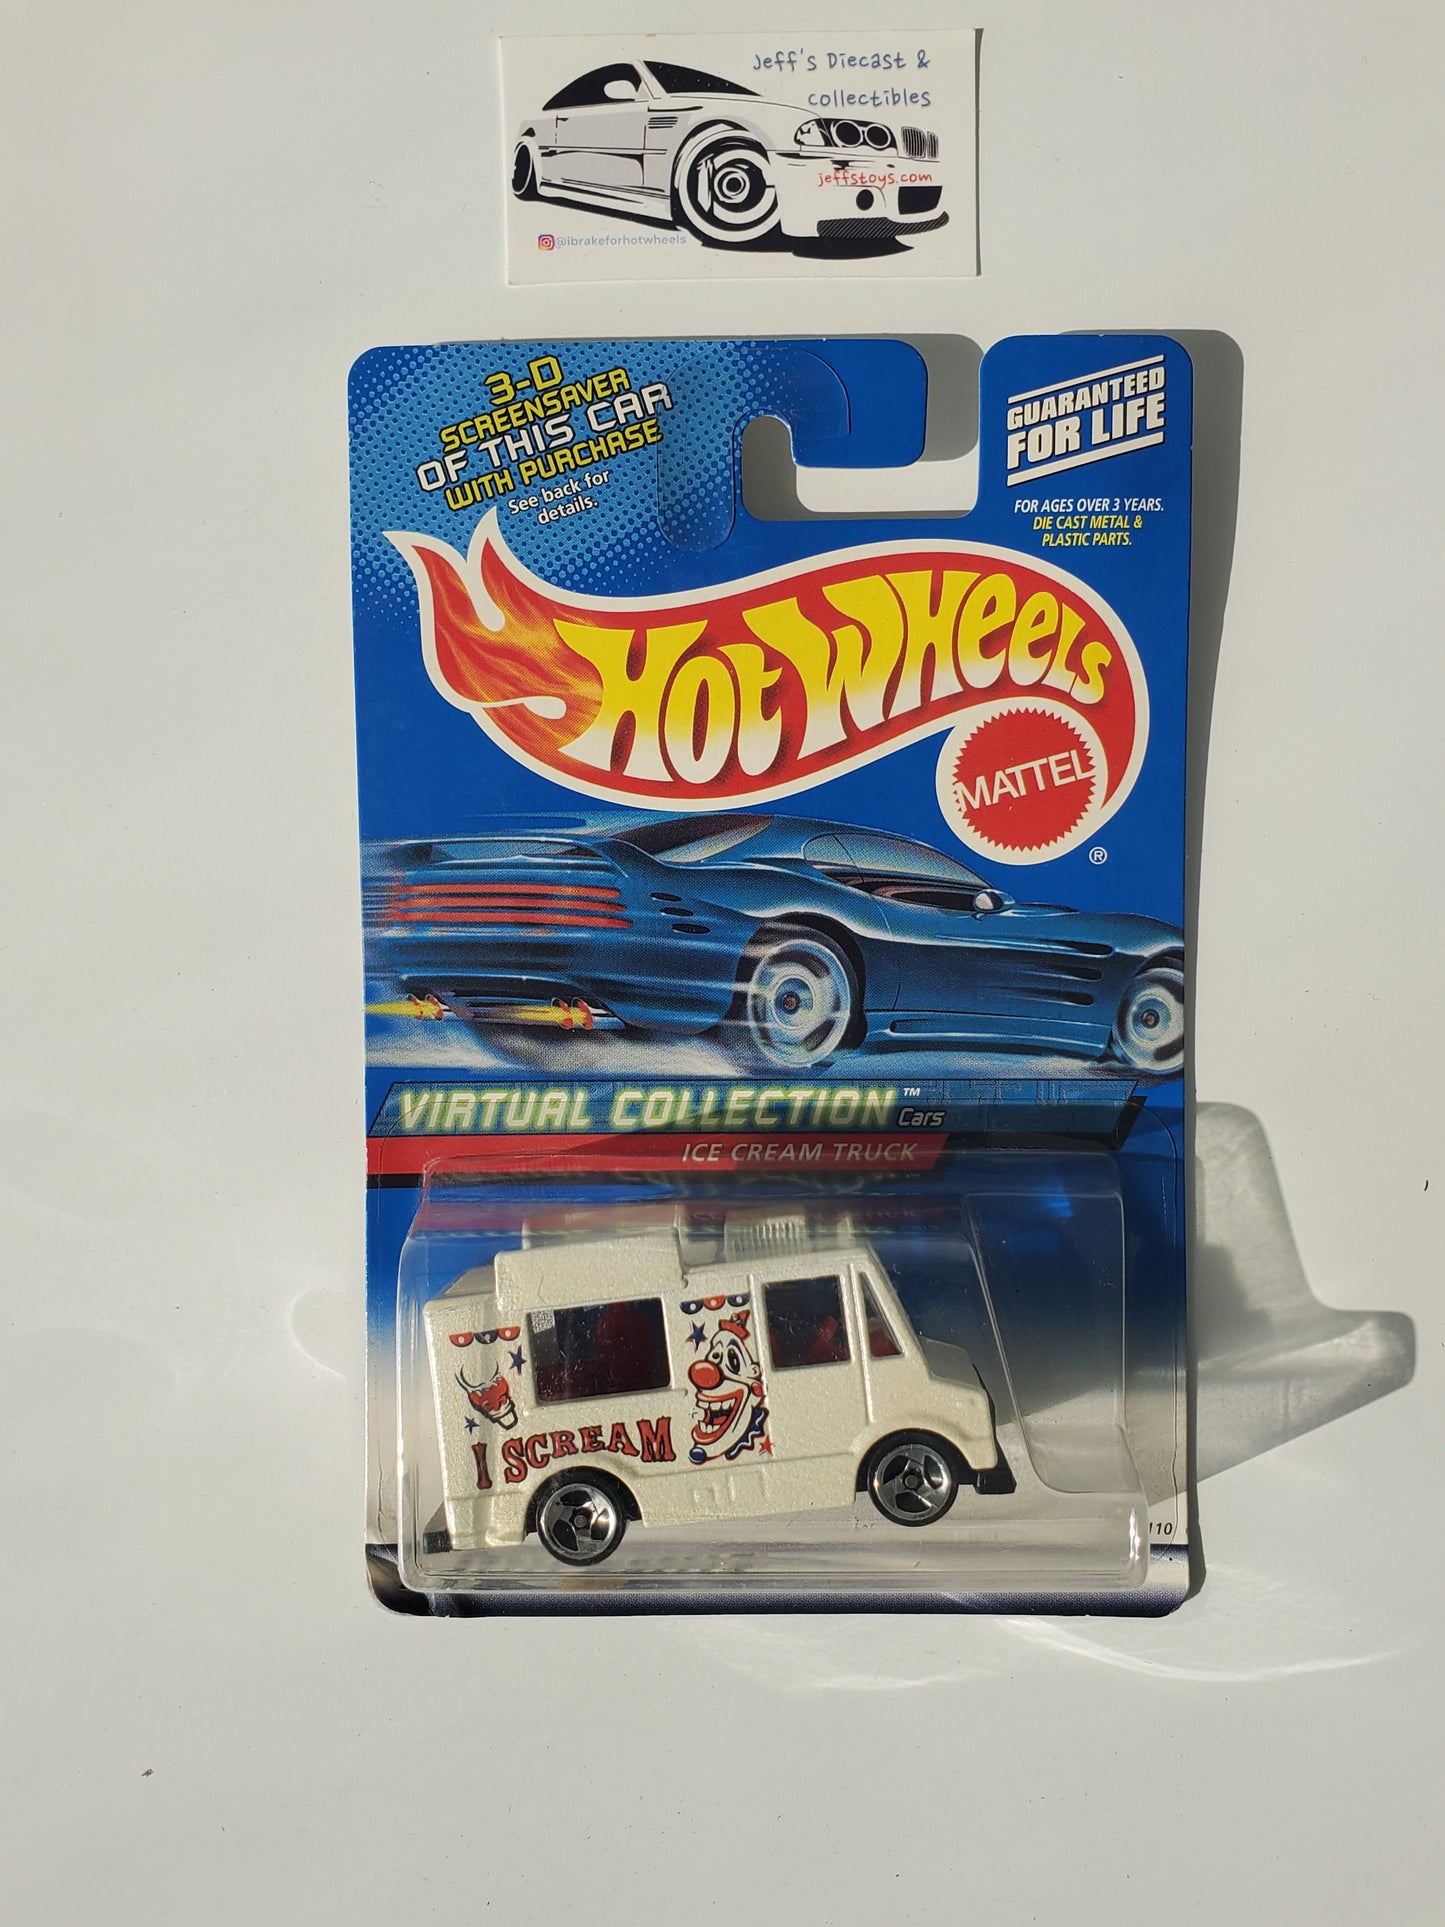 Jeff's Diecast &
collectibles
jeffstoys.com
@ibrakeforhotwheels
3-D
SCREENSAVER
OF THIS CAR
WITH PURCHASE
See back for
details.
GUARANTEED
FOR LIFE
FOR AGES OVER 3 YEARS.
DIE CAST METAL &
PLASTIC PARTS.
HOT WHEELS
MATTEL
®
VIRTUAL COLLECTION™
Cars
ICE CREAM TRUCK
I SCREAM